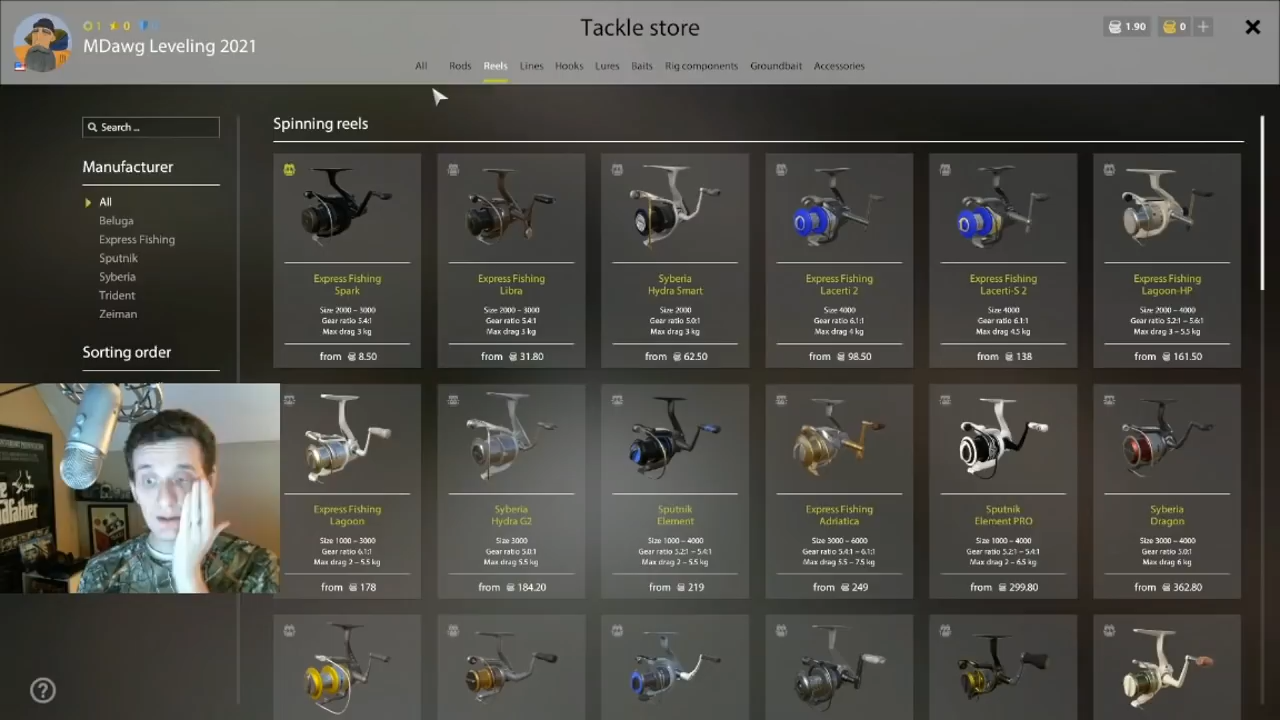 1 0
MDawg Leveling 2021
Tackle store
1.90 0 +
All Rods Reels Lines Hooks Lures Baits Rig components Groundbait Accessories
Search ...
Manufacturer
All
Beluga
Express Fishing
Sputnik
Syberia
Trident
Zeiman
Sorting order
Spinning reels
Express Fishing
Spark
Size 2000 – 3000
Gear ratio 5.4:1
Max drag 3 kg
from 8.50
Express Fishing
Libra
Size 2000 – 3000
Gear ratio 5.4:1
Max drag 3 kg
from 31.80
Syberia
Hydra Smart
Size 2000
Gear ratio 5.0:1
Max drag 3 kg
from 62.50
Express Fishing
Lacerti 2
Size 4000
Gear ratio 6.1:1
Max drag 4 kg
from 98.50
Express Fishing
Lacerti-S 2
Size 4000
Gear ratio 6.1:1
Max drag 4.5 kg
from 138
Express Fishing
Lagoon-HP
Size 2000 – 4000
Gear ratio 5.2:1 – 5.6:1
Max drag 3 – 5.5 kg
from 161.50
Express Fishing
Lagoon
Size 1000 – 3000
Gear ratio 6.1:1
Max drag 2 – 5.5 kg
from 178
Syberia
Hydra G2
Size 3000
Gear ratio 5.0:1
Max drag 5.5 kg
from 184.20
Sputnik
Element
Size 1000 – 4000
Gear ratio 5.2:1 – 5.4:1
Max drag 2 – 5.5 kg
from 219
Express Fishing
Adriatica
Size 3000 – 6000
Gear ratio 5.4:1 – 6.1:1
Max drag 5.5 – 7.5 kg
from 249
Sputnik
Element PRO
Size 1000 – 4000
Gear ratio 5.2:1 – 5.4:1
Max drag 2 – 6.5 kg
from 299.80
Syberia
Dragon
Size 3000 – 4000
Gear ratio 5.0:1
Max drag 6 kg
from 362.80
?